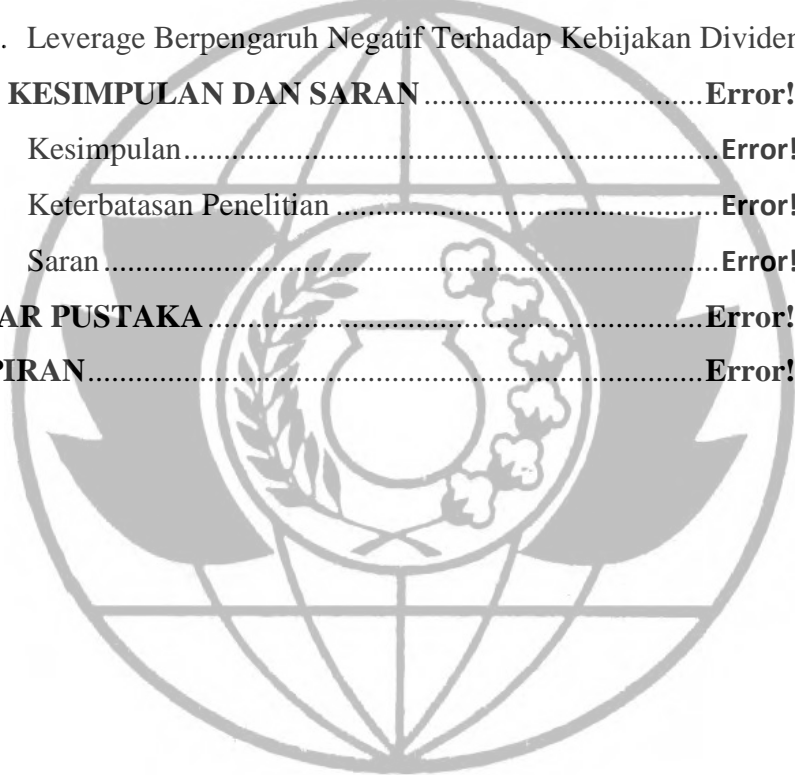 . Leverage Berpengaruh Negatif Terhadap Kebijakan Dividen
KESIMPULAN DAN SARAN..................................Error!
Kesimpulan.................................................................Error!
Keterbatasan Penelitian ..............................................Error!
Saran...........................................................................Error!
AR PUSTAKA............................................................Error!
PIRAN..........................................................................Error!